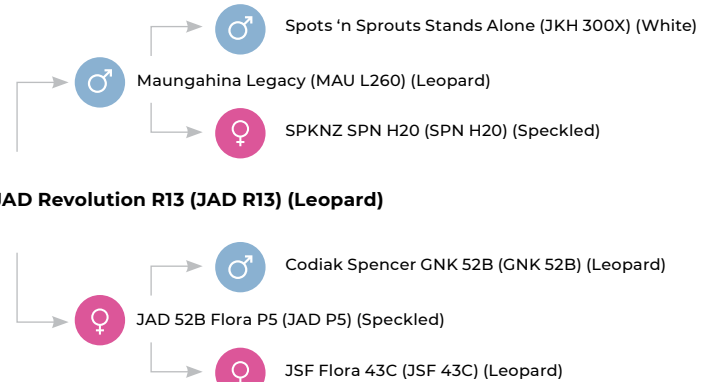 Spots ‘n Sprouts Stands Alone (JKH 300X) (White)
Maungahina Legacy (MAU L260) (Leopard)
SPKNZ SPN H20 (SPN H20) (Speckled)
JAD Revolution R13 (JAD R13) (Leopard)
Codiak Spencer GNK 52B (GNK 52B) (Leopard)
JAD 52B Flora P5 (JAD P5) (Speckled)
JSF Flora 43C (JSF 43C) (Leopard)